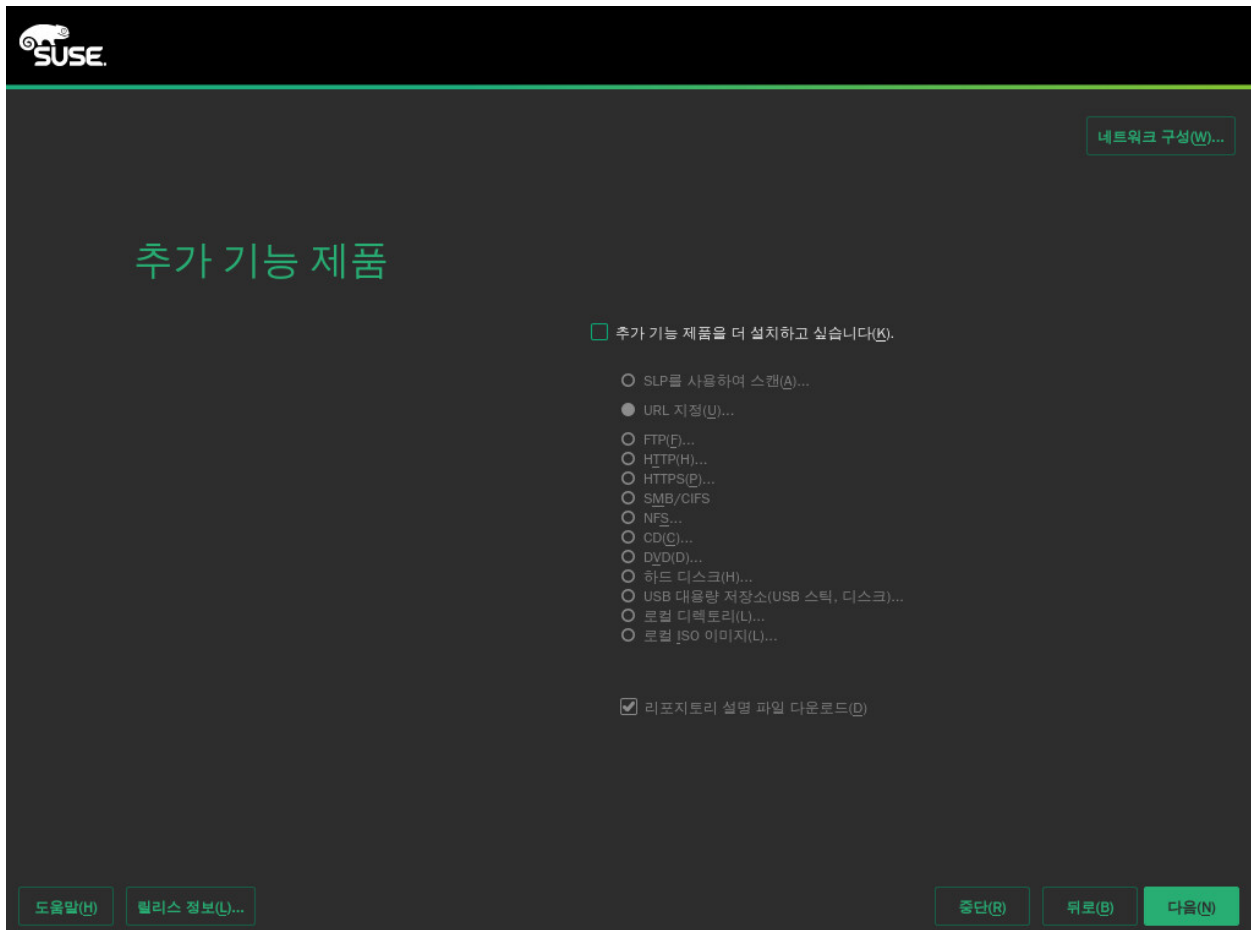 SUSE.
네트워크 구성(W)...
추가 기능 제품
추가 기능 제품을 더 설치하고 싶습니다(K).
SLP를 사용하여 스캔(A)...
URL 지정(U)...
FTP(F)...
HTTP(H)...
HTTPS(P)...
SMB/CIFS
NFS...
CD(C)...
DVD(D)...
하드 디스크(H)...
USB 대용량 저장소(USB 스틱, 디스크)...
로컬 디렉토리(L)...
로컬 ISO 이미지(L)...
리포지토리 설명 파일 다운로드(D)
도움말(H)
릴리스 정보(L)...
중단(R)
뒤로(B)
다음(N)